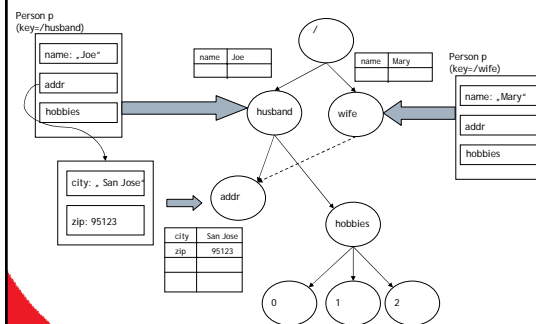 Person p
(key=/husband)
name: „Joe“
addr
hobbies
name Joe
/
name Mary
Person p
(key=/wife)
name: „Mary“
addr
hobbies
husband
wife
city: „ San Jose“
zip: 95123
addr
city San Jose
zip 95123
hobbies
0 1 2